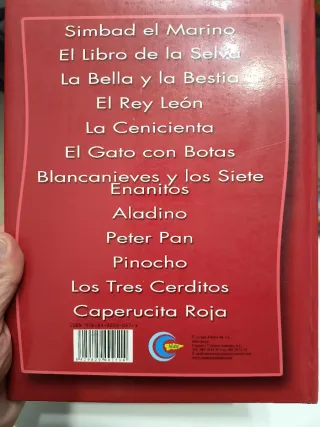 Simbad el Marino
El Libro de la Selva
La Bella y la Bestia
El Rey León
La Cenicienta
El Gato con Botas
Blancanieves y los Siete
Enanitos
Aladino
Peter Pan
Pinocho
Los Tres Cerditos
Caperucita Roja
ISBN